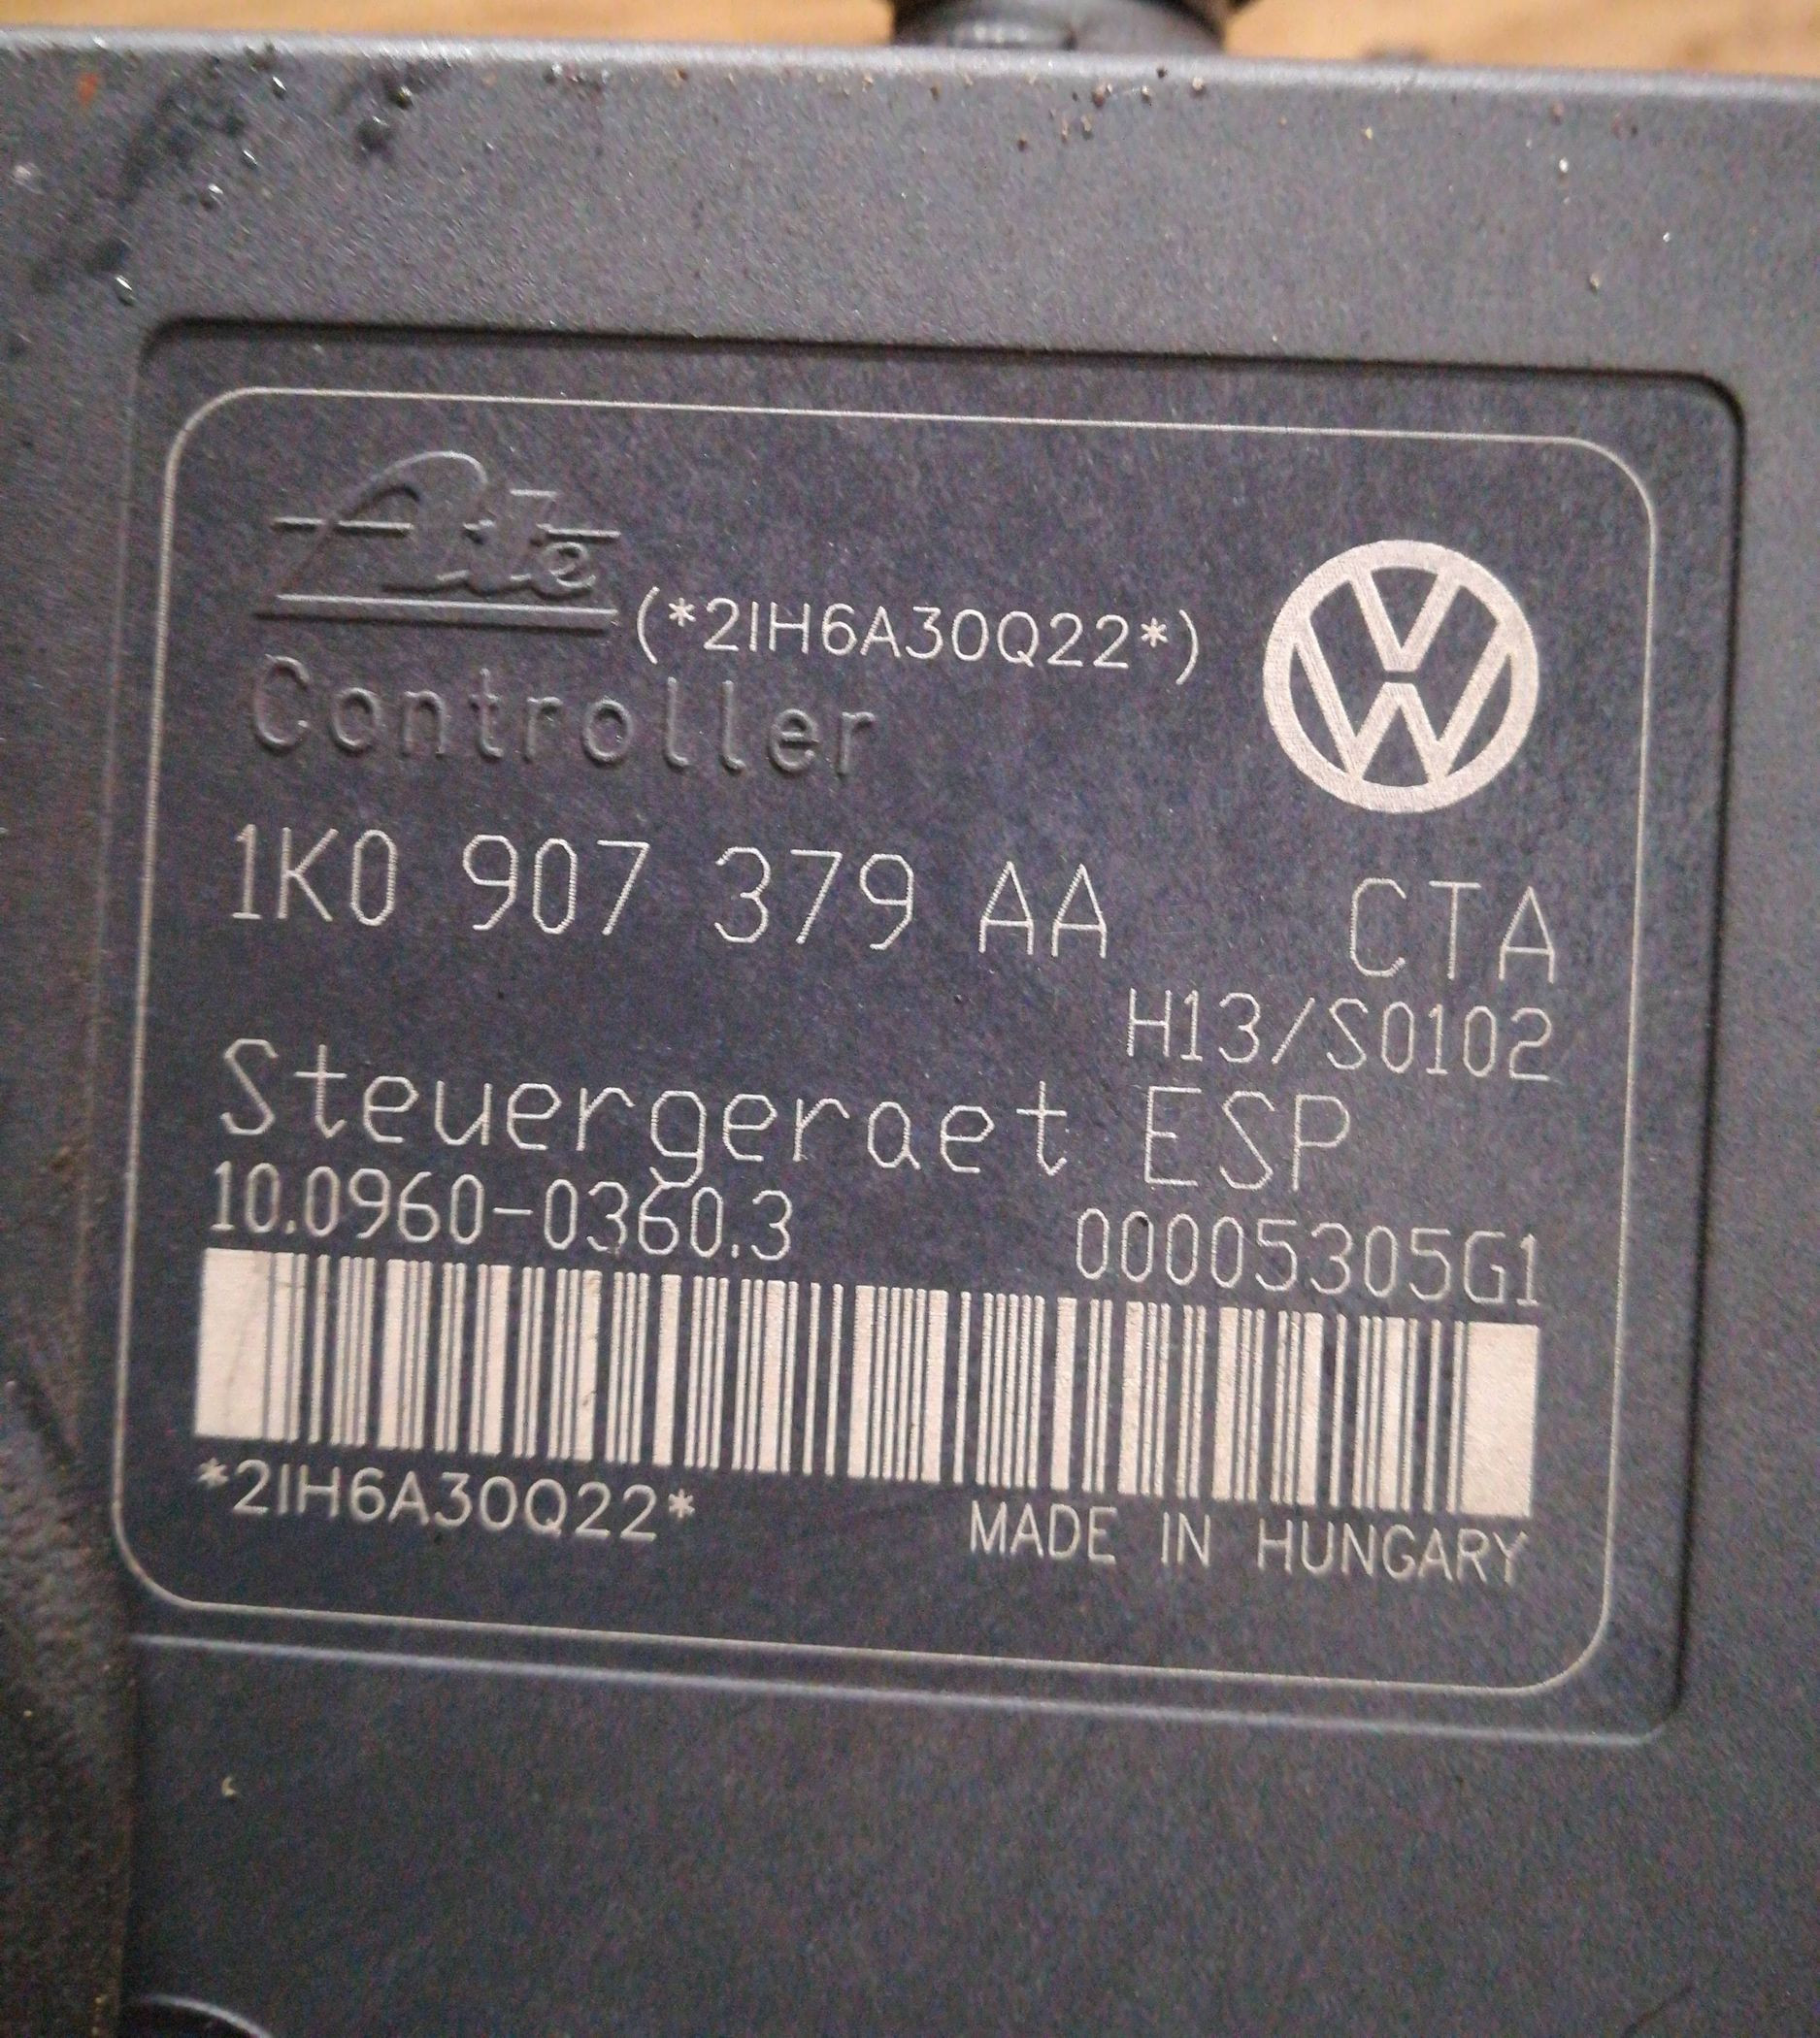 Ate
(*2IH6A30Q22*)
Controller
1K0 907 379 AA CTA
H13/S0102
Steuergeraet ESP
10.0960-0360.3 00005305G1
*2IH6A30Q22* MADE IN HUNGARY